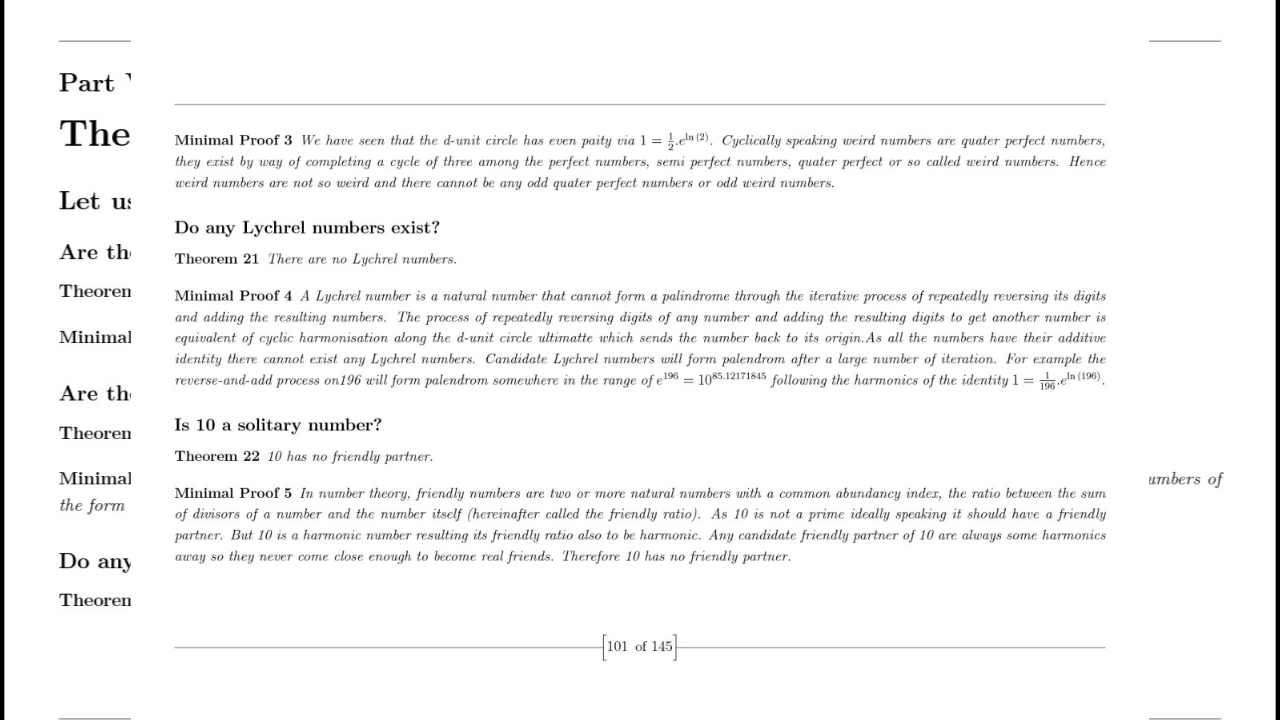 Part
The
Let us
Are the
Theorem
Minimal
Are the
Theorem
Minimal
the form
Do any
Theorem
umbers of
Minimal Proof 3 We have seen that the d-unit circle has even paity via 1 = 1/2.e^ln (2). Cyclically speaking weird numbers are quater perfect numbers,
they exist by way of completing a cycle of three among the perfect numbers, semi perfect numbers, quater perfect or so called weird numbers. Hence
weird numbers are not so weird and there cannot be any odd quater perfect numbers or odd weird numbers.
Do any Lychrel numbers exist?
Theorem 21 There are no Lychrel numbers.
Minimal Proof 4 A Lychrel number is a natural number that cannot form a palindrome through the iterative process of repeatedly reversing its digits
and adding the resulting numbers. The process of repeatedly reversing digits of any number and adding the resulting digits to get another number is
equivalent of cyclic harmonisation along the d-unit circle ultimatte which sends the number back to its origin.As all the numbers have their additive
identity there cannot exist any Lychrel numbers. Candidate Lychrel numbers will form palendrom after a large number of iteration. For example the
reverse-and-add process on196 will form palendrom somewhere in the range of e^196 = 10^85.12171845 following the harmonics of the identity 1 = 1/196.e^ln (196).
Is 10 a solitary number?
Theorem 22 10 has no friendly partner.
Minimal Proof 5 In number theory, friendly numbers are two or more natural numbers with a common abundancy index, the ratio between the sum
of divisors of a number and the number itself (hereinafter called the friendly ratio). As 10 is not a prime ideally speaking it should have a friendly
partner. But 10 is a harmonic number resulting its friendly ratio also to be harmonic. Any candidate friendly partner of 10 are always some harmonics
away so they never come close enough to become real friends. Therefore 10 has no friendly partner.
101 of 145